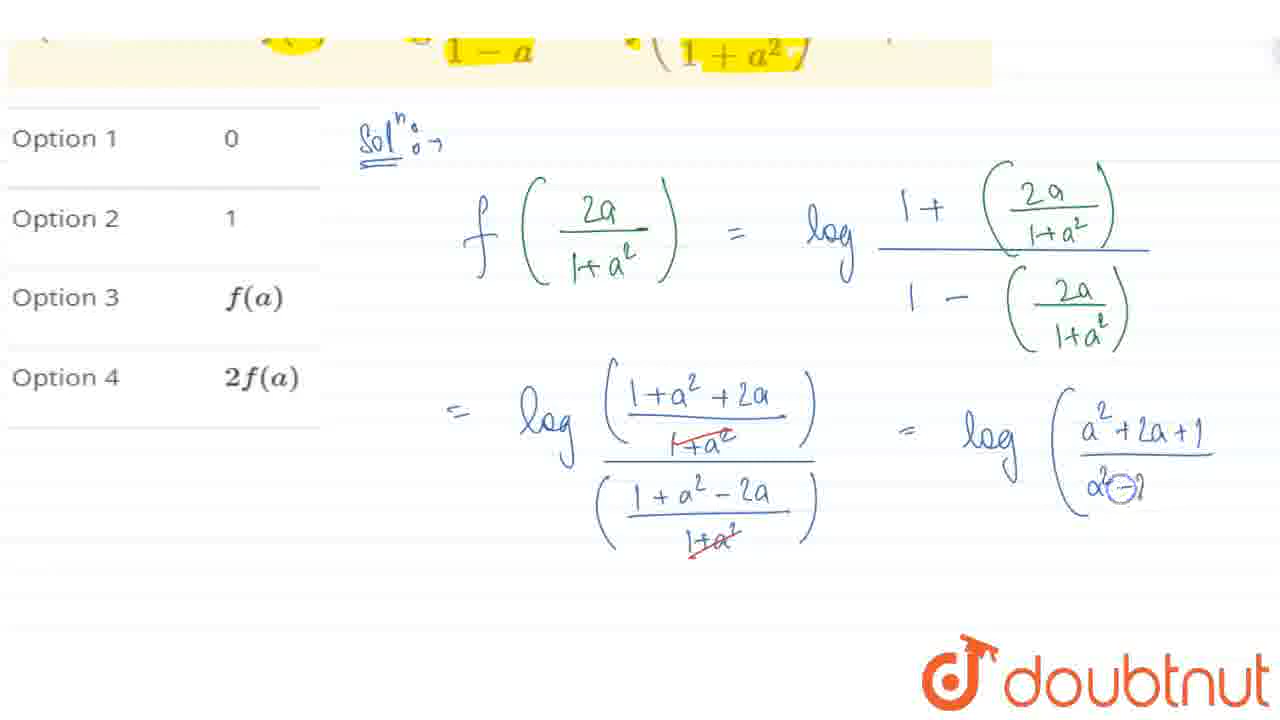 1 − a
1 + a²)
Option 1 0
Solⁿ :→
f(2a/(1+a²)) = log (1 + (2a/(1+a²)))/(1 − (2a/(1+a²)))
Option 2 1
Option 3 f(a)
Option 4 2f(a)
= log ((1+a²+2a)/(1+a²))/((1+a²−2a)/(1+a²)) = log (a²+2a+1)/(a²−2
doubtnut